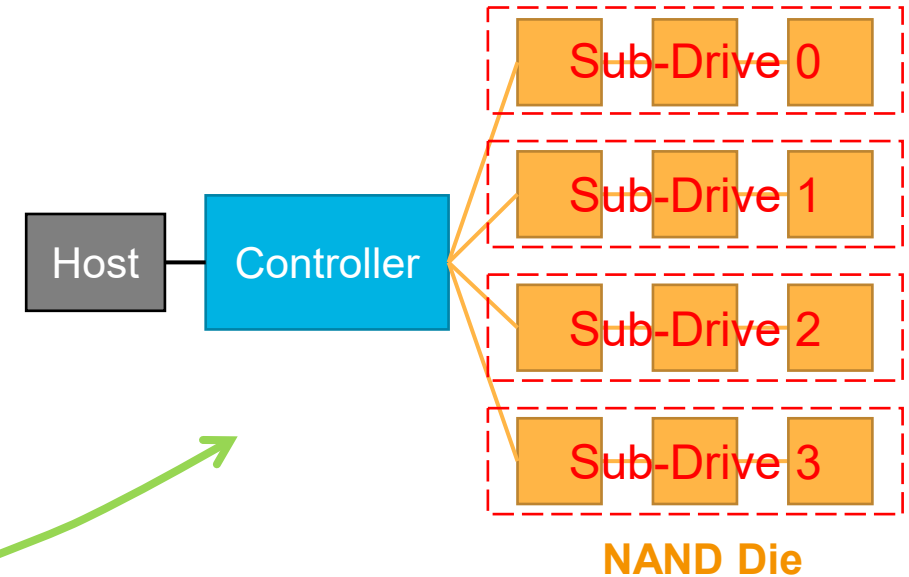 Sub-Drive 0
Sub-Drive 1
Host
Controller
Sub-Drive 2
Sub-Drive 3
NAND Die